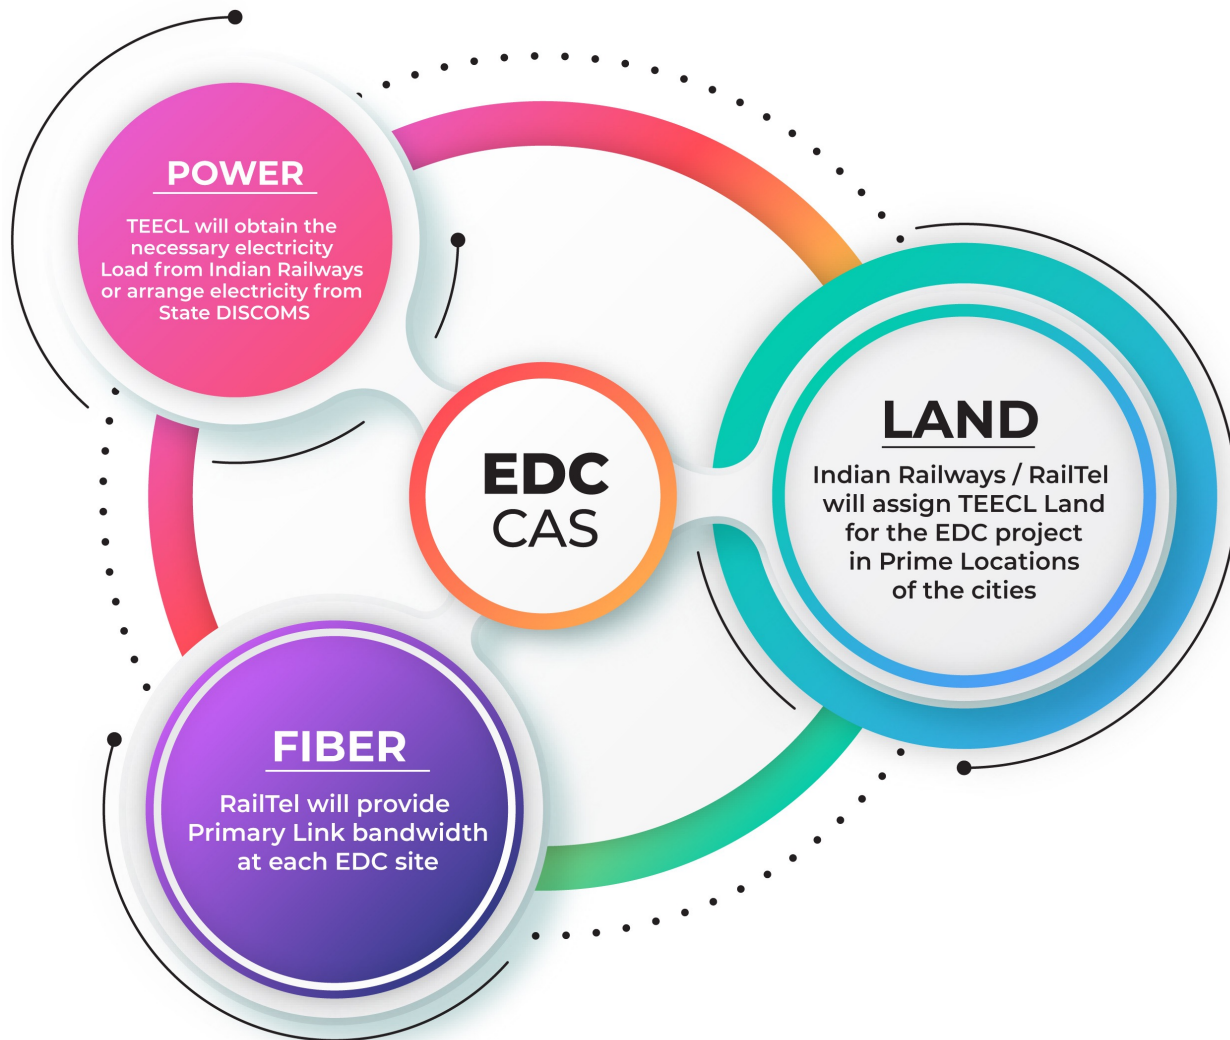 POWER
TEECL will obtain the
necessary electricity
Load from Indian Railways
or arrange electricity from
State DISCOMS
EDC
CAS
LAND
Indian Railways / RailTel
will assign TEECL Land
for the EDC project
in Prime Locations
of the cities
FIBER
RailTel will provide
Primary Link bandwidth
at each EDC site